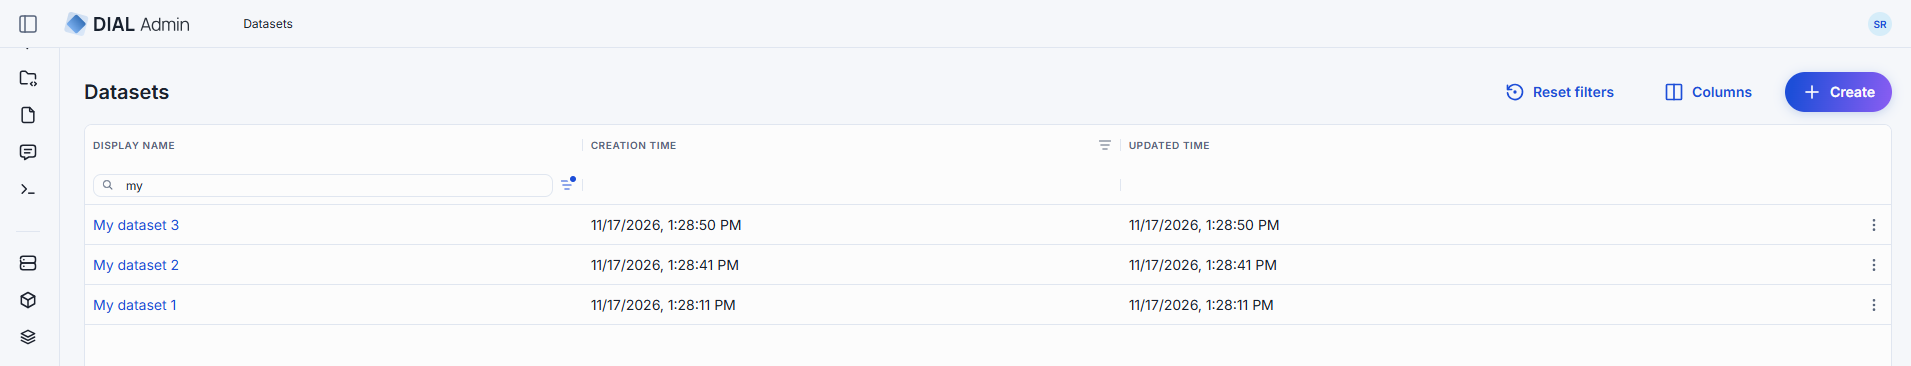 DIAL Admin
Datasets
SR
Datasets
Reset filters
Columns
Create
DISPLAY NAME
CREATION TIME
UPDATED TIME
my
My dataset 3
11/17/2026, 1:28:50 PM
11/17/2026, 1:28:50 PM
My dataset 2
11/17/2026, 1:28:41 PM
11/17/2026, 1:28:41 PM
My dataset 1
11/17/2026, 1:28:11 PM
11/17/2026, 1:28:11 PM